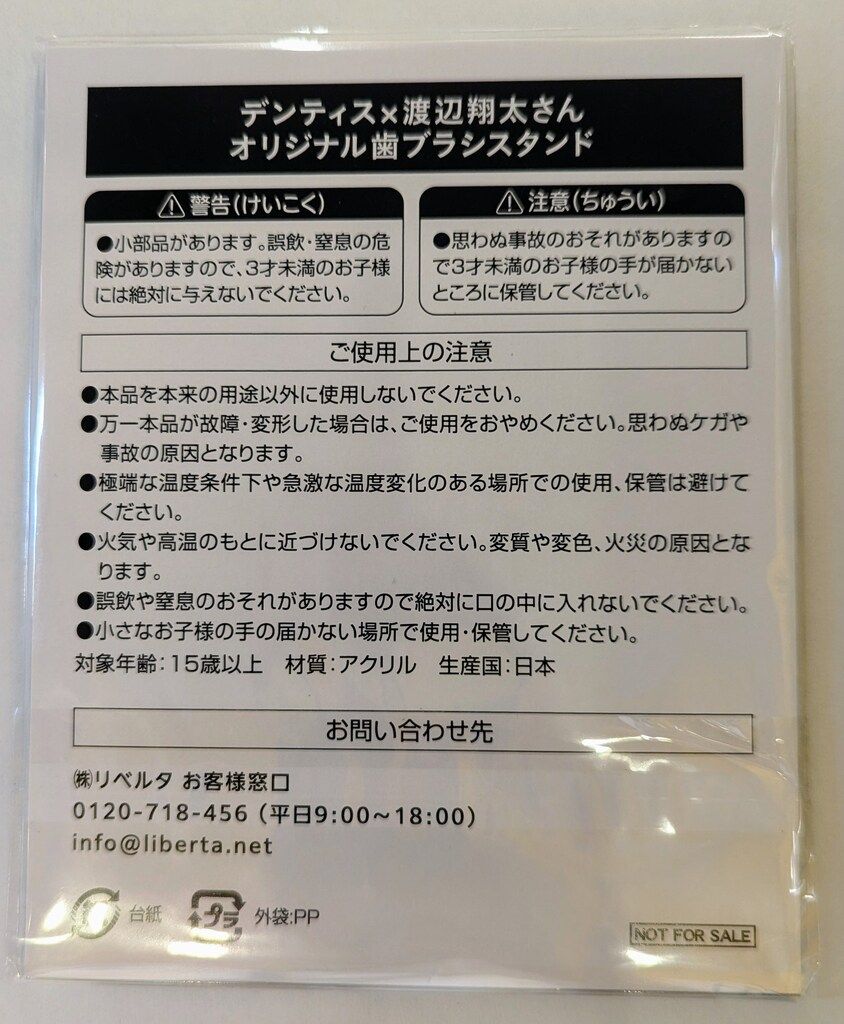 デンティス×渡辺翔太さん
オリジナル歯ブラシスタンド
警告(けいこく)
●小部品があります。誤飲・窒息の危
険がありますので、3才未満のお子様
には絶対に与えないでください。
注意(ちゅうい)
●思わぬ事故のおそれがありますの
で3才未満のお子様の手が届かない
ところに保管してください。
ご使用上の注意
●本品を本来の用途以外に使用しないでください。
●万一本品が故障・変形した場合は、ご使用をおやめください。思わぬケガや
事故の原因となります。
●極端な温度条件下や急激な温度変化のある場所での使用、保管は避けて
ください。
●火気や高温のもとに近づけないでください。変質や変色、火災の原因とな
ります。
●誤飲や窒息のおそれがありますので絶対に口の中に入れないでください。
●小さなお子様の手の届かない場所で使用・保管してください。
対象年齢：15歳以上 材質：アクリル 生産国：日本
お問い合わせ先
㈱リベルタ お客様窓口
0120-718-456（平日9:00～18:00）
info@liberta.net
台紙
プラ
外袋:PP
NOT FOR SALE